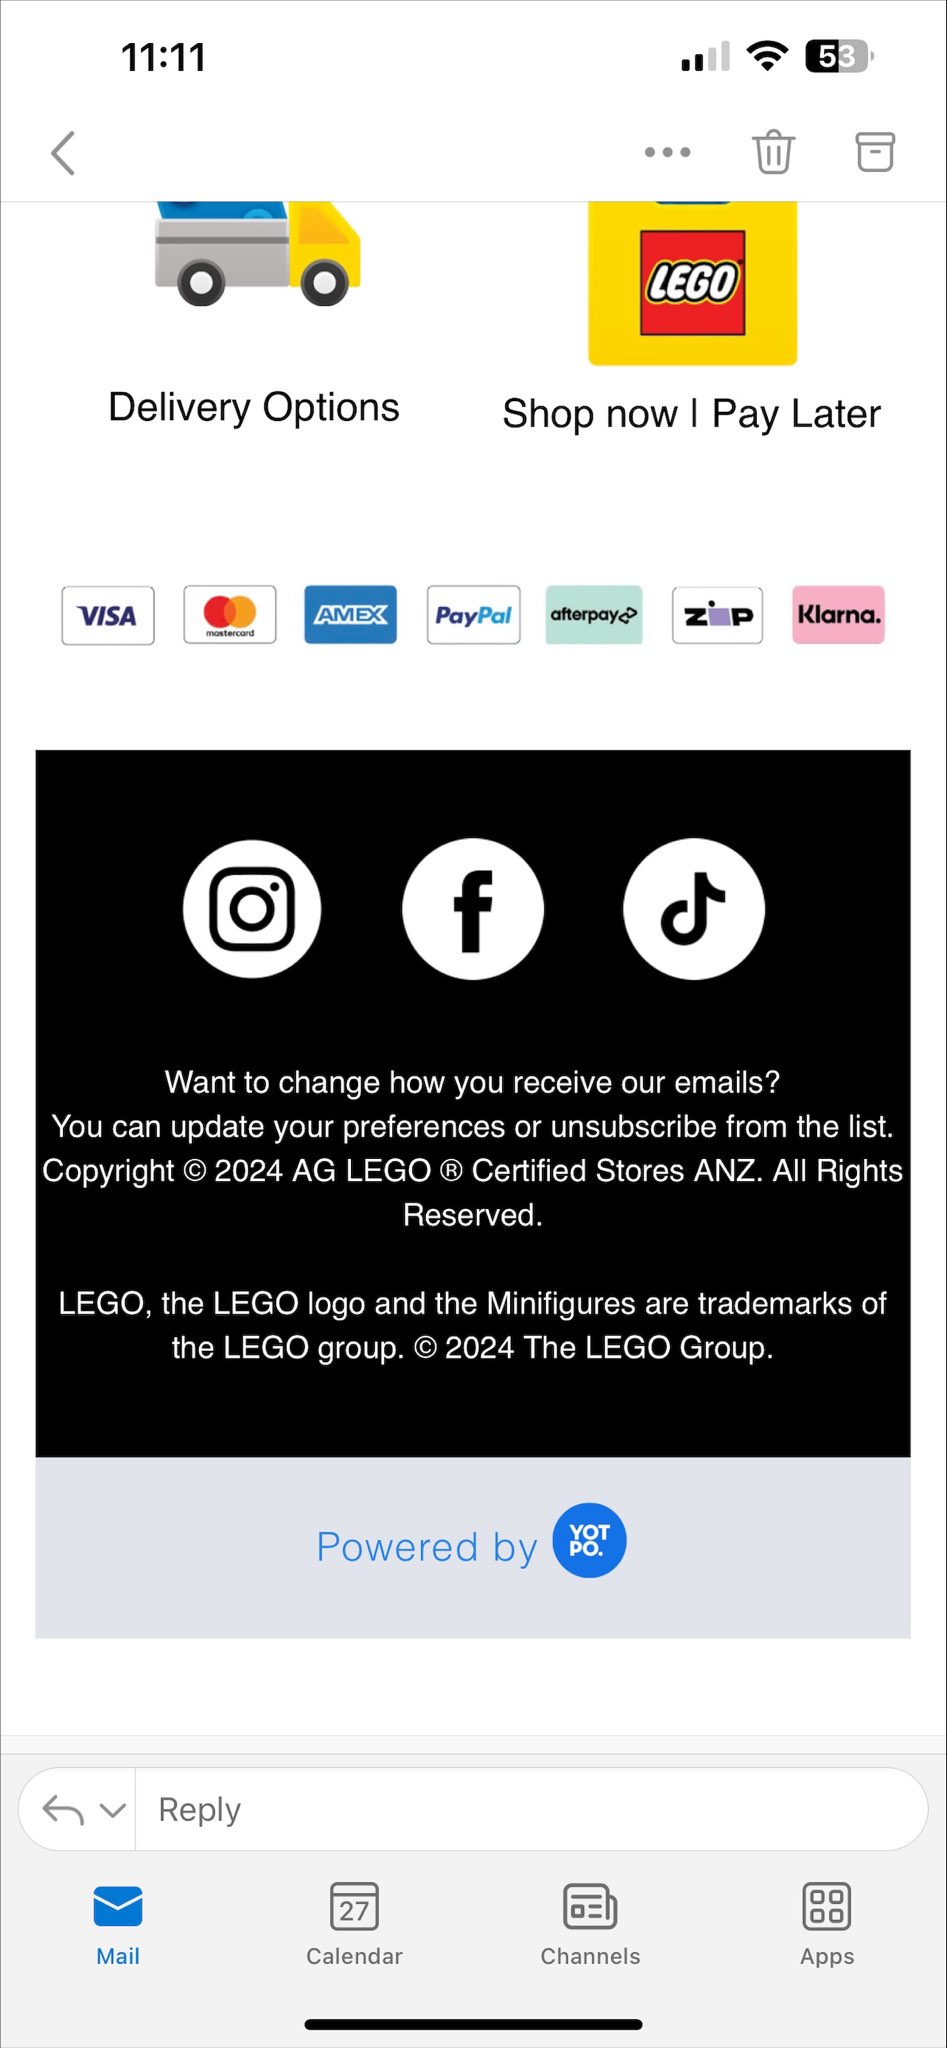 11:11
53
LEGO
Delivery Options
Shop now | Pay Later
VISA
mastercard
AMEX
PayPal
afterpay
ZIP
Klarna.
Want to change how you receive our emails?
You can update your preferences or unsubscribe from the list.
Copyright © 2024 AG LEGO ® Certified Stores ANZ. All Rights
Reserved.
LEGO, the LEGO logo and the Minifigures are trademarks of
the LEGO group. © 2024 The LEGO Group.
Powered by
YOT
PO.
Reply
27
Mail
Calendar
Channels
Apps